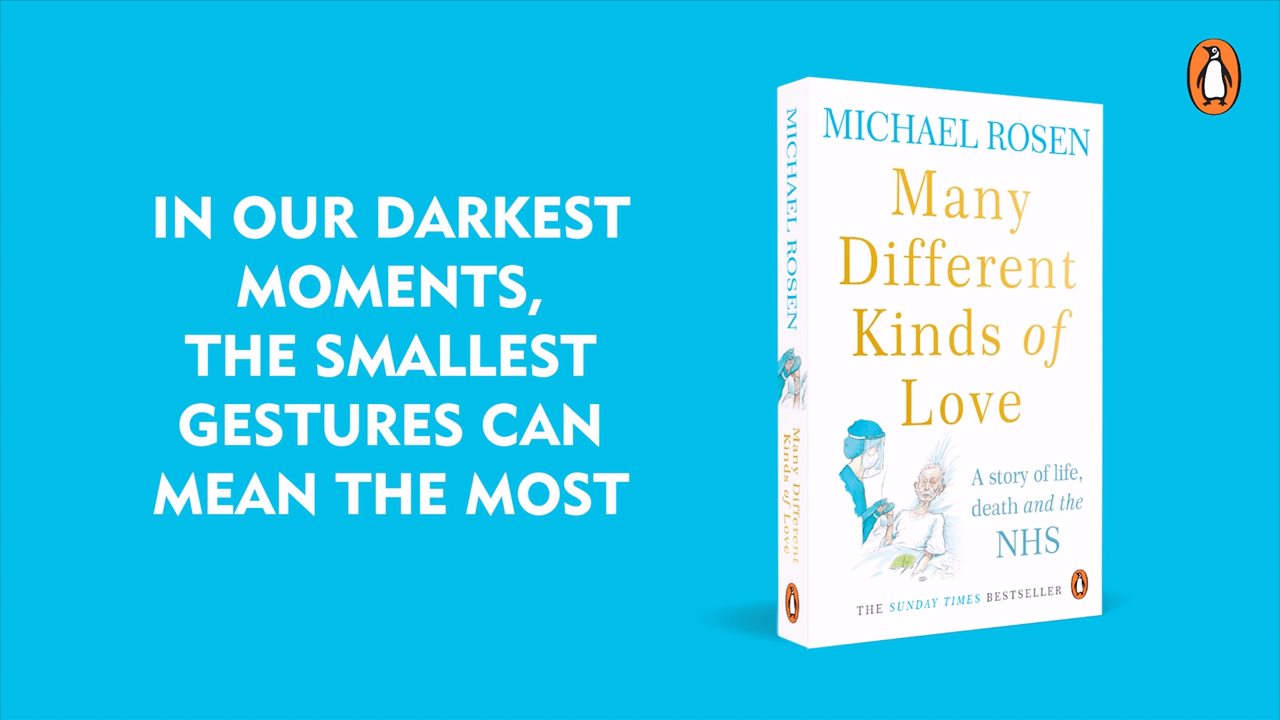 IN OUR DARKEST
MOMENTS,
THE SMALLEST
GESTURES CAN
MEAN THE MOST
MICHAEL ROSEN
Many Different
Kinds of Love
MICHAEL ROSEN
Many
Different
Kinds of
Love
A story of life,
death and the
NHS
THE SUNDAY TIMES BESTSELLER